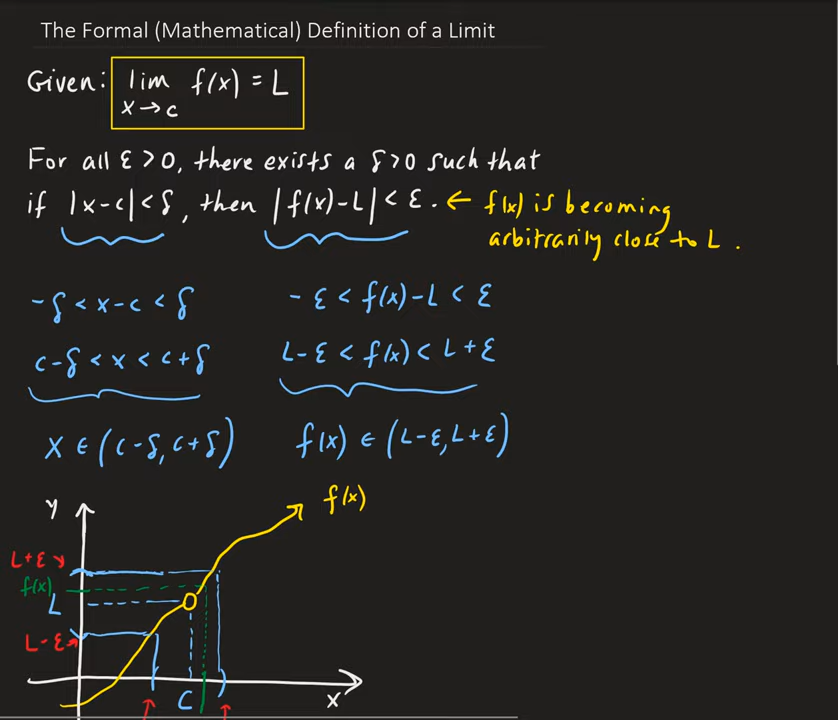 The Formal (Mathematical) Definition of a Limit
Given: lim x→c f(x) = L
For all ε > 0, there exists a δ > 0 such that
if |x-c| < δ, then |f(x)-L| < ε. ← f(x) is becoming
arbitrarily close to L.
-δ < x-c < δ
-ε < f(x)-L < ε
c-δ < x < c+δ
L-ε < f(x) < L+ε
x ∈ (c-δ, c+δ)
f(x) ∈ (L-ε, L+ε)
y
f(x)
L+ε
f(x)
L
L-ε
c
x